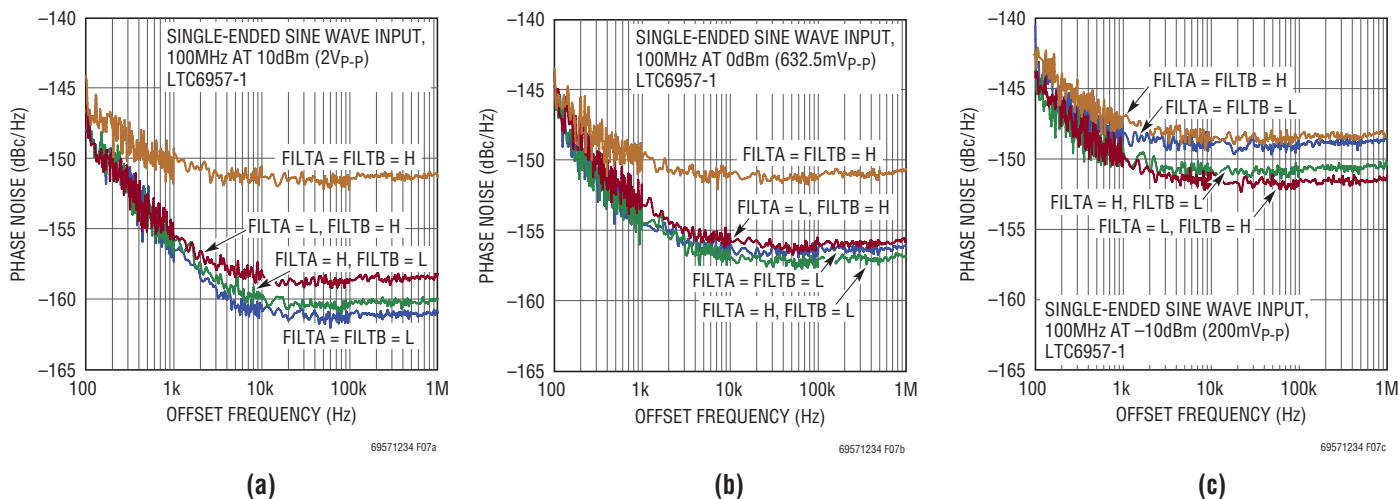 –140
–145
–150
–155
–160
–165
PHASE NOISE (dBc/Hz)
SINGLE-ENDED SINE WAVE INPUT,
100MHz AT 10dBm (2VP-P)
LTC6957-1
FILTA = FILTB = H
FILTA = L, FILTB = H
FILTA = H, FILTB = L
FILTA = FILTB = L
100 1k 10k 100k 1M
OFFSET FREQUENCY (Hz)
69571234 F07a
(a)
–140
–145
–150
–155
–160
–165
PHASE NOISE (dBc/Hz)
SINGLE-ENDED SINE WAVE INPUT,
100MHz AT 0dBm (632.5mVP-P)
LTC6957-1
FILTA = FILTB = H
FILTA = L, FILTB = H
FILTA = FILTB = L
FILTA = H, FILTB = L
100 1k 10k 100k 1M
OFFSET FREQUENCY (Hz)
69571234 F07b
(b)
–140
–145
–150
–155
–160
–165
PHASE NOISE (dBc/Hz)
FILTA = FILTB = H
FILTA = FILTB = L
FILTA = H, FILTB = L
FILTA = L, FILTB = H
SINGLE-ENDED SINE WAVE INPUT,
100MHz AT –10dBm (200mVP-P)
LTC6957-1
100 1k 10k 100k 1M
OFFSET FREQUENCY (Hz)
69571234 F07c
(c)